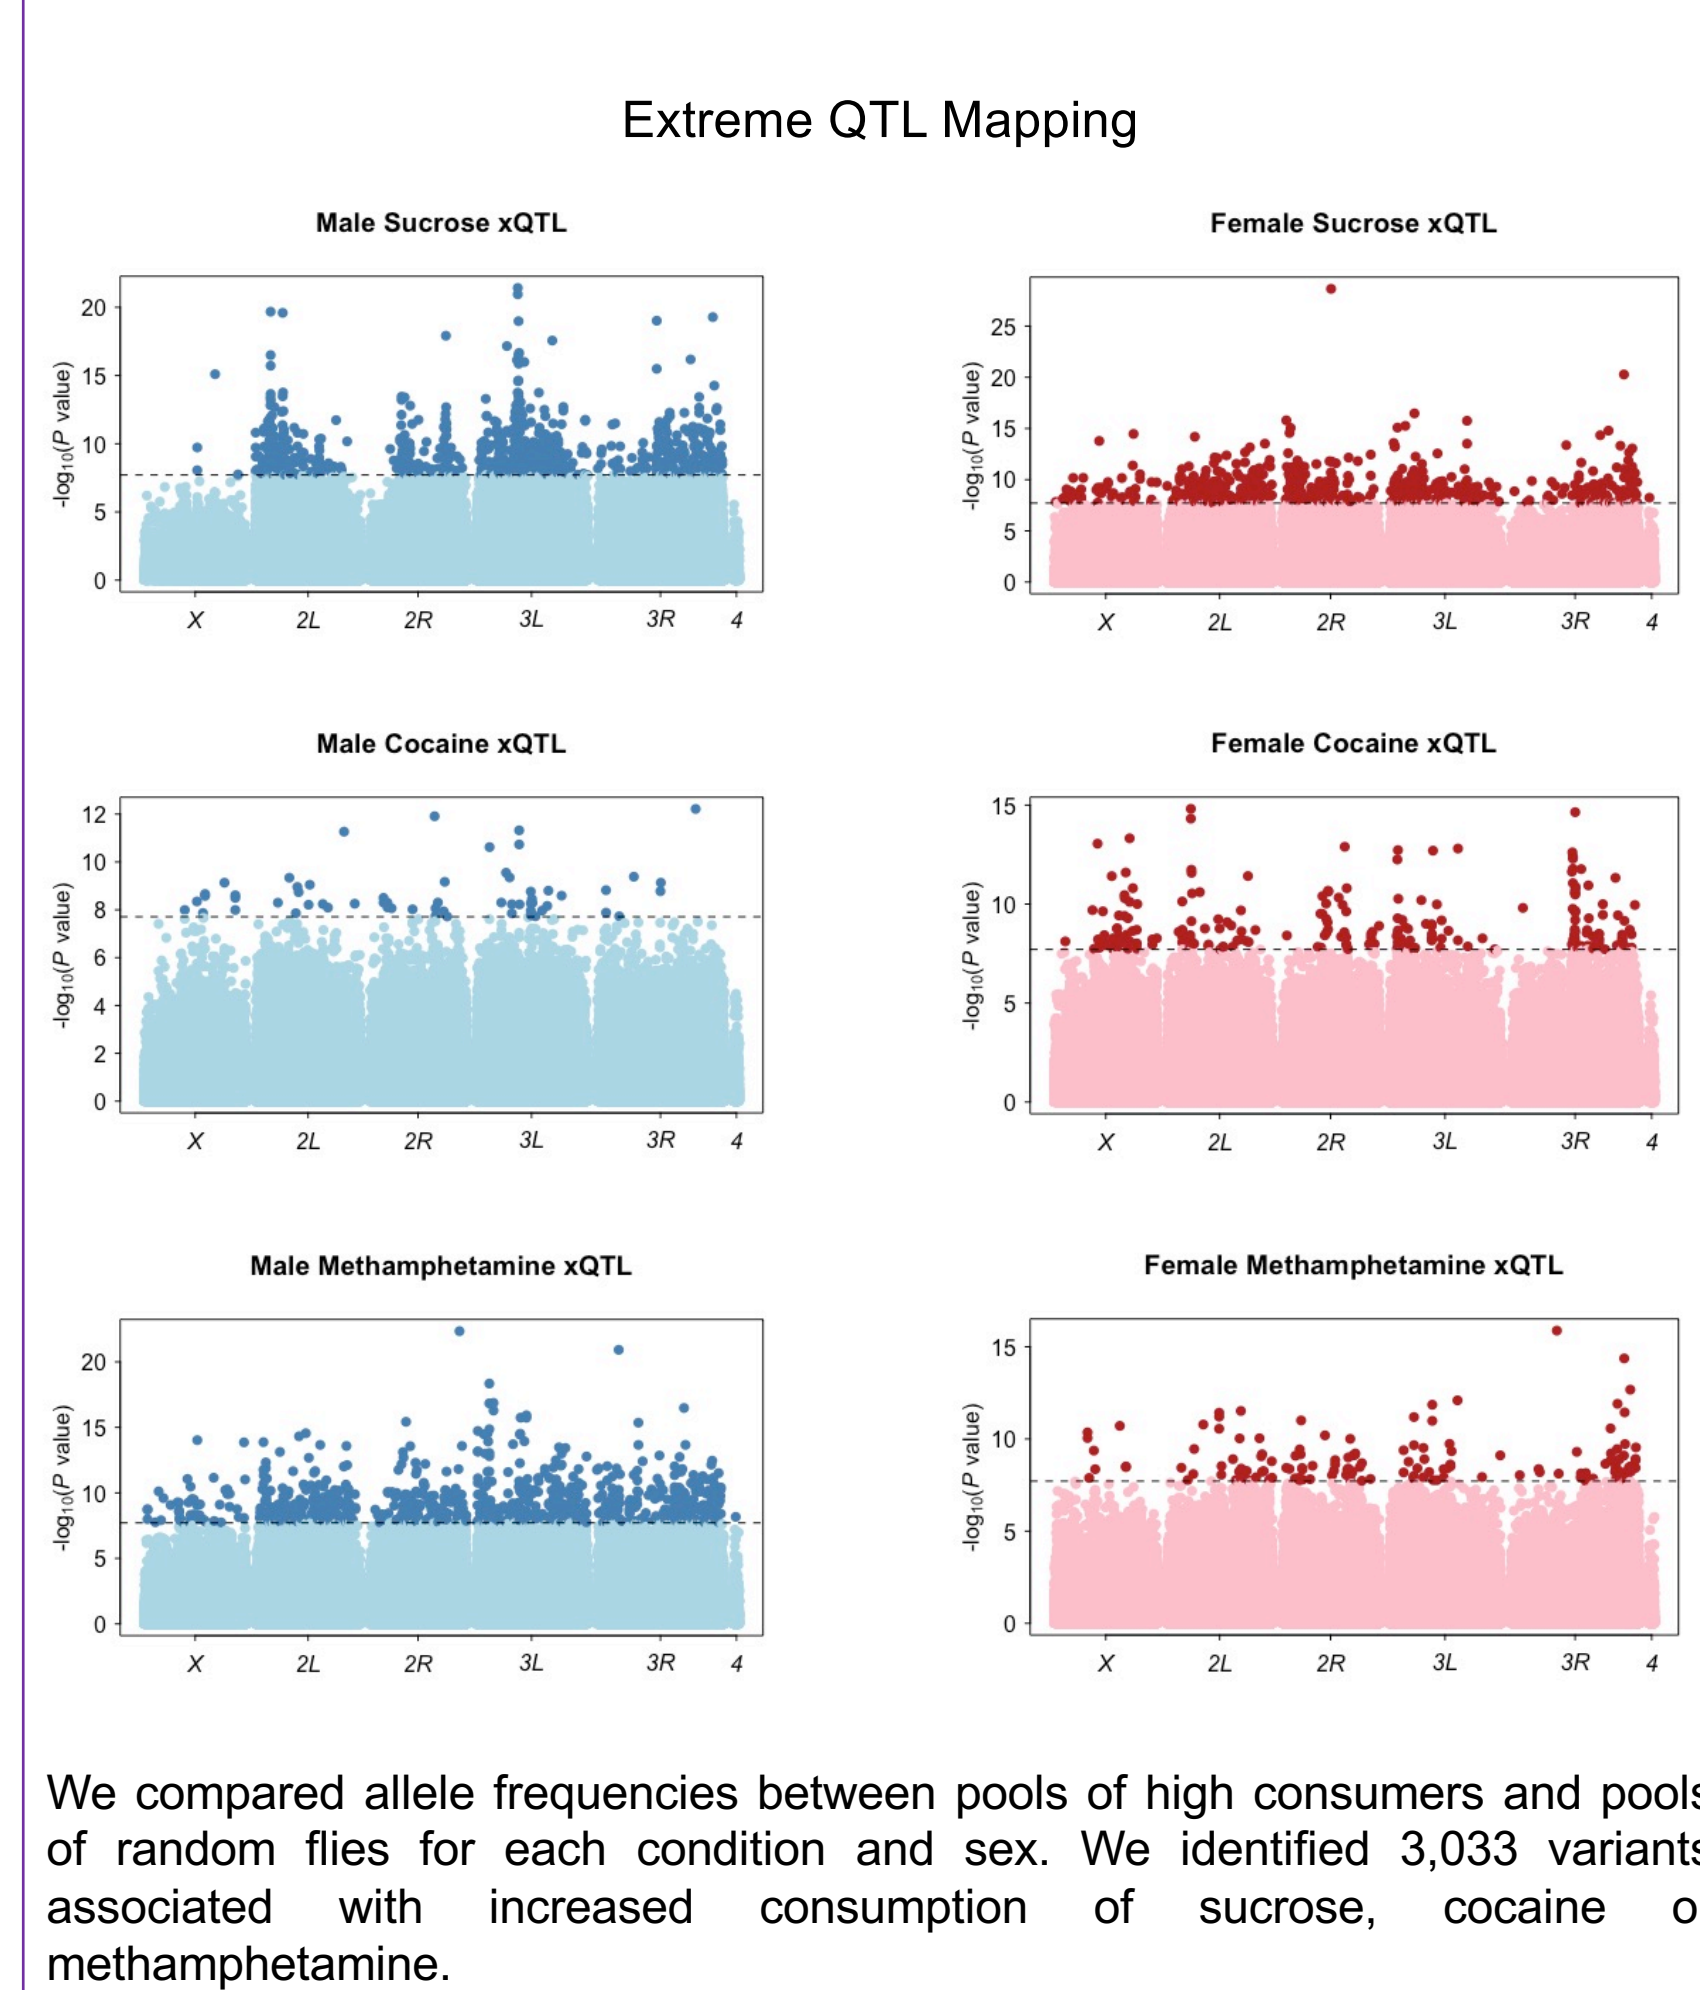 Extreme QTL Mapping
Male Sucrose xQTL
-log10(P value)
20
15
10
5
0
X 2L 2R 3L 3R 4
Female Sucrose xQTL
-log10(P value)
25
20
15
10
5
0
X 2L 2R 3L 3R 4
Male Cocaine xQTL
-log10(P value)
12
10
8
6
4
2
0
X 2L 2R 3L 3R 4
Female Cocaine xQTL
-log10(P value)
15
10
5
0
X 2L 2R 3L 3R 4
Male Methamphetamine xQTL
-log10(P value)
20
15
10
5
0
X 2L 2R 3L 3R 4
Female Methamphetamine xQTL
-log10(P value)
15
10
5
0
X 2L 2R 3L 3R 4
We compared allele frequencies between pools of high consumers and pools
of random flies for each condition and sex. We identified 3,033 variants
associated with increased consumption of sucrose, cocaine o
methamphetamine.